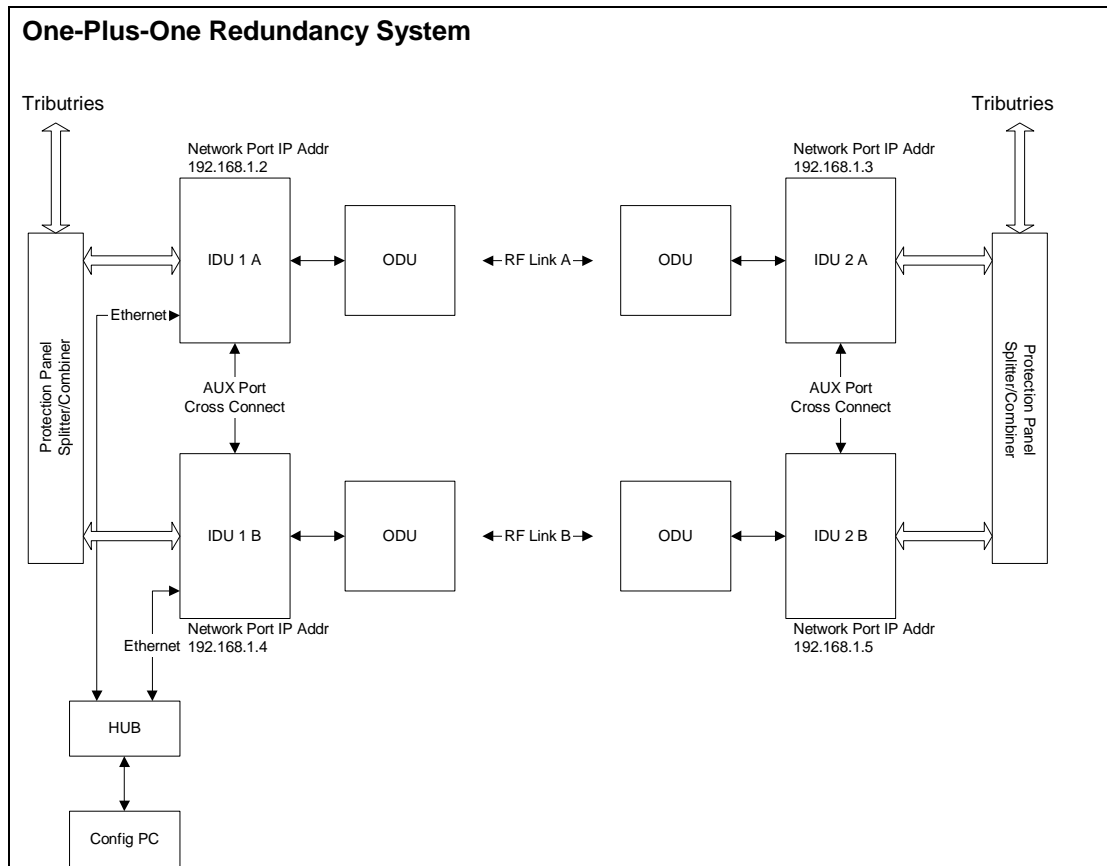 One-Plus-One Redundancy System
Tributries
Tributries
Network Port IP Addr
192.168.1.2
Network Port IP Addr
192.168.1.3
IDU 1 A
ODU
RF Link A
ODU
IDU 2 A
Ethernet
Protection Panel
Splitter/Combiner
AUX Port
Cross Connect
AUX Port
Cross Connect
Protection Panel
Splitter/Combiner
IDU 1 B
ODU
RF Link B
ODU
IDU 2 B
Ethernet
Network Port IP Addr
192.168.1.4
Network Port IP Addr
192.168.1.5
HUB
Config PC